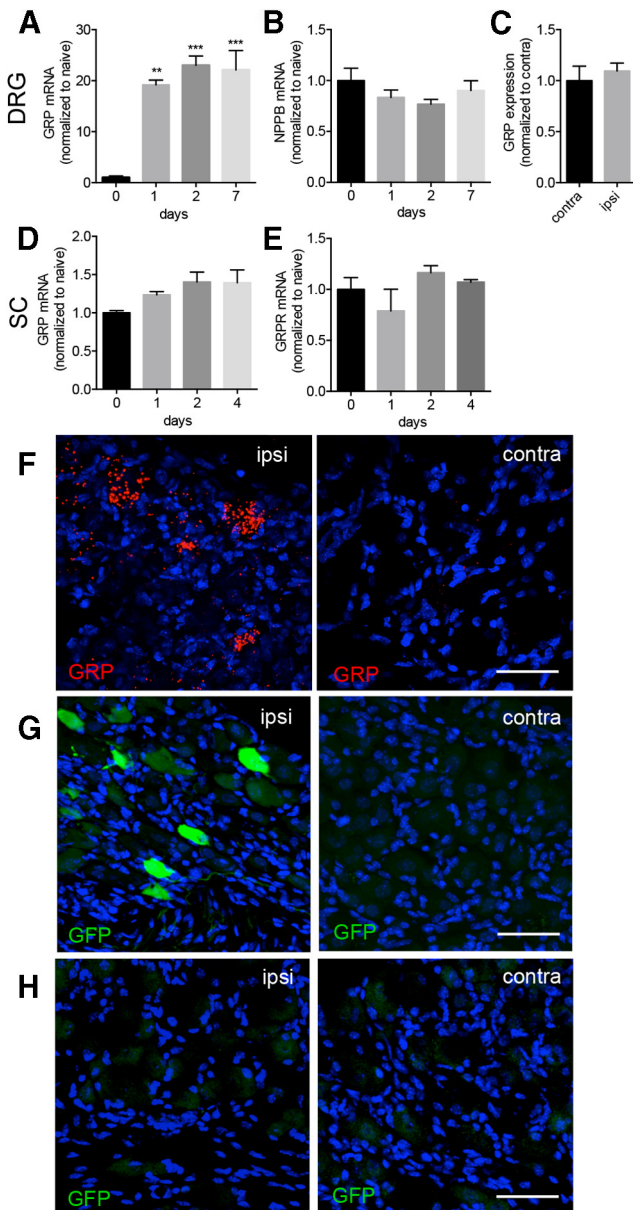 A
B
C
DRG
GRP mRNA
(normalized to naive)
30
20
10
0
**
***
***
0 1 2 7
days
NPPB mRNA
(normalized to naive)
1.5
1.0
0.5
0.0
0 1 2 7
days
GRP expression
(normalized to contra)
1.5
1.0
0.5
0.0
contra ipsi
D
E
SC
GRP mRNA
(normalized to naive)
2.0
1.5
1.0
0.5
0.0
0 1 2 4
days
GRPR mRNA
(normalized to naive)
1.5
1.0
0.5
0.0
0 1 2 4
days
F
ipsi
contra
GRP
GRP
G
ipsi
contra
GFP
GFP
H
ipsi
contra
GFP
GFP